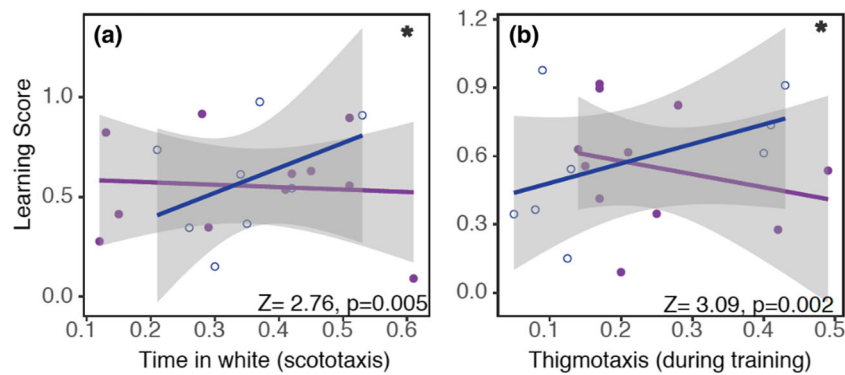 (a)
*
Learning Score
1.0
0.5
0.0
Z= 2.76, p=0.005
0.1 0.2 0.3 0.4 0.5 0.6
Time in white (scototaxis)
(b)
*
1.2
0.9
0.6
0.3
0.0
Z= 3.09, p=0.002
0.1 0.2 0.3 0.4 0.5
Thigmotaxis (during training)